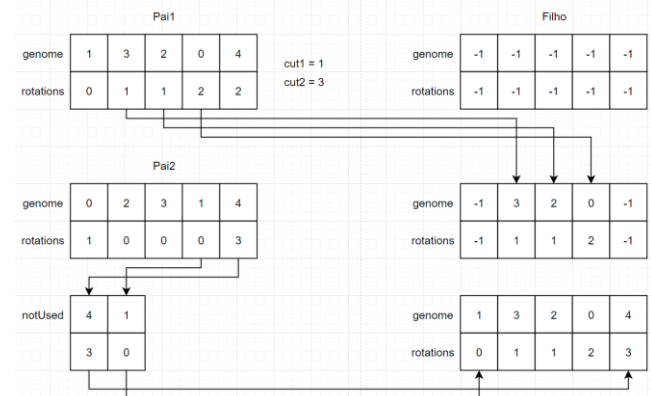 Pai1
genome 1 3 2 0 4
rotations 0 1 1 2 2
cut1 = 1
cut2 = 3
Filho
genome -1 -1 -1 -1 -1
rotations -1 -1 -1 -1 -1
Pai2
genome 0 2 3 1 4
rotations 1 0 0 0 3
genome -1 3 2 0 -1
rotations -1 1 1 2 -1
notUsed 4 1
3 0
genome 1 3 2 0 4
rotations 0 1 1 2 3